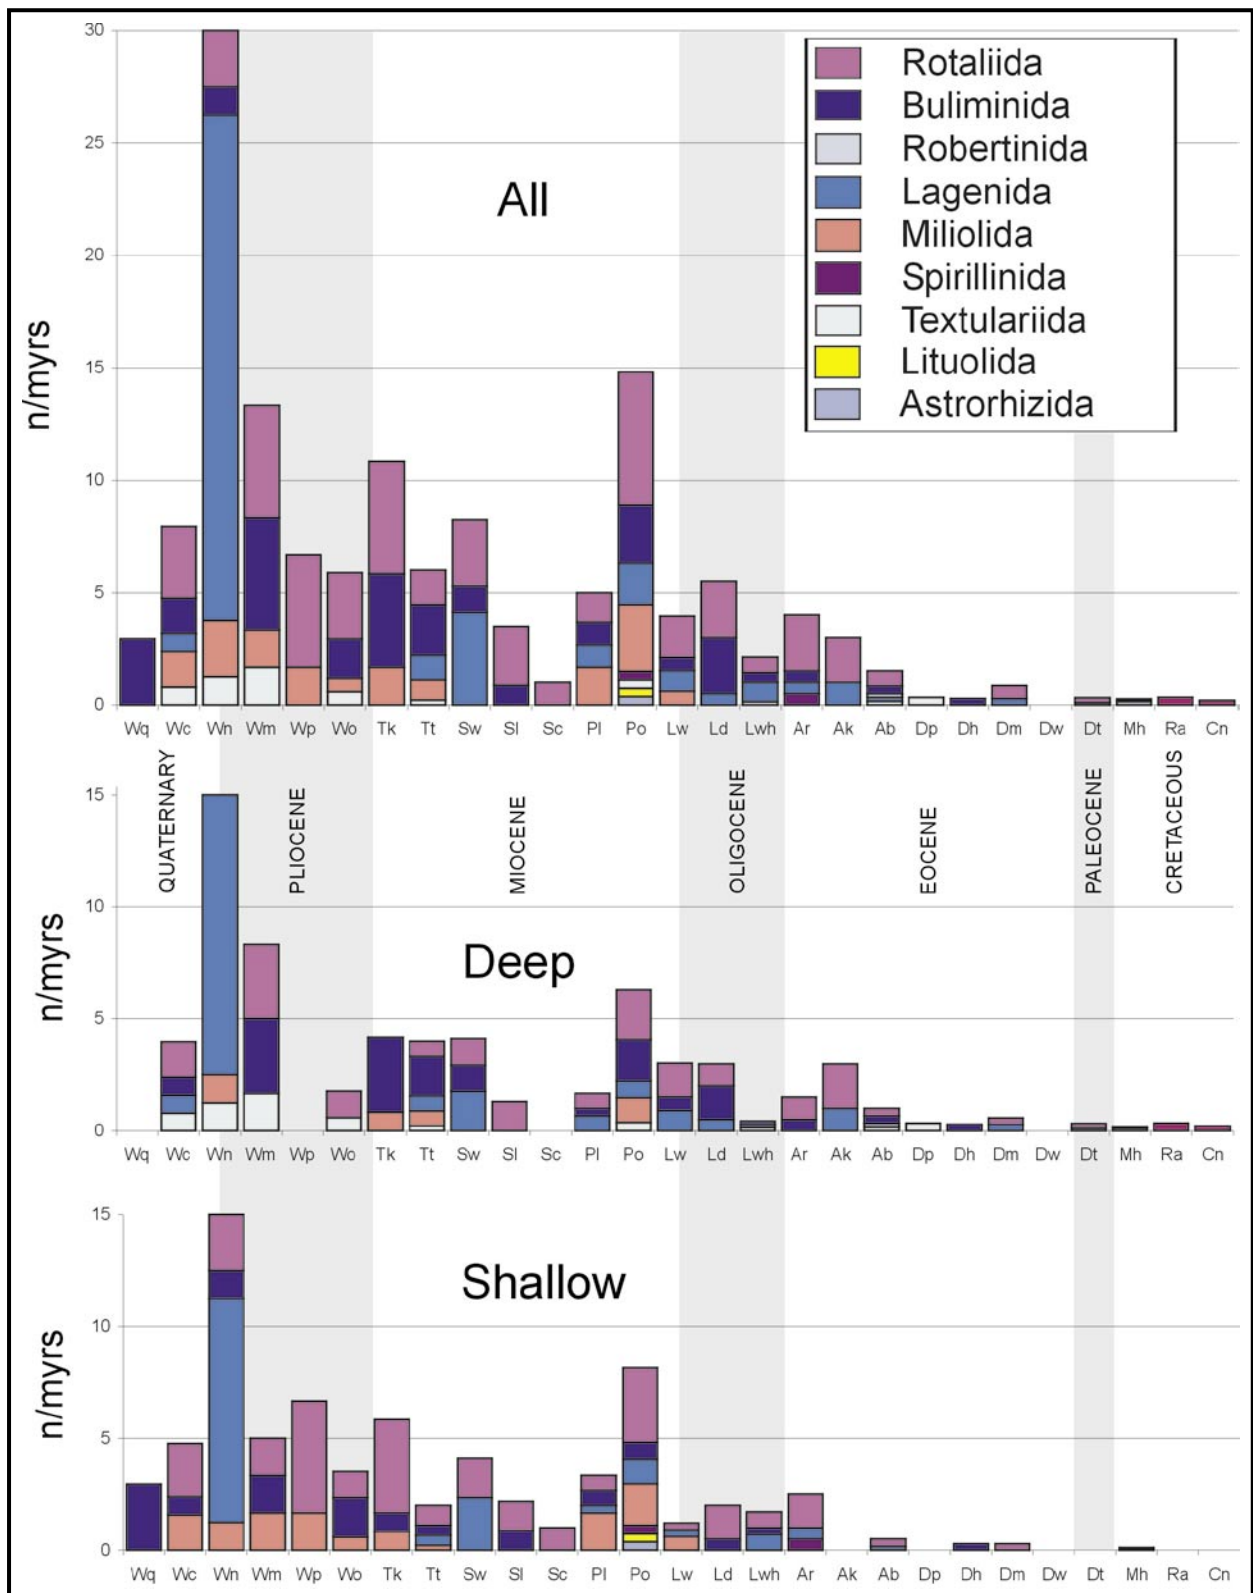 30
25
20
15
10
5
0
n/myrs
All
Rotaliida
Buliminida
Robertinida
Lagenida
Miliolida
Spirillinida
Textulariida
Lituolida
Astrorhizida
Wq Wc Wn Wm Wp Wo Tk Tt Sw Sl Sc Pl Po Lw Ld Lwh Ar Ak Ab Dp Dh Dm Dw Dt Mh Ra Cn
QUATERNARY
PLIOCENE
MIOCENE
OLIGOCENE
EOCENE
PALEOCENE
CRETACEOUS
15
10
5
0
n/myrs
Deep
Wq Wc Wn Wm Wp Wo Tk Tt Sw Sl Sc Pl Po Lw Ld Lwh Ar Ak Ab Dp Dh Dm Dw Dt Mh Ra Cn
15
10
5
0
n/myrs
Shallow
Wq Wc Wn Wm Wp Wo Tk Tt Sw Sl Sc Pl Po Lw Ld Lwh Ar Ak Ab Dp Dh Dm Dw Dt Mh Ra Cn